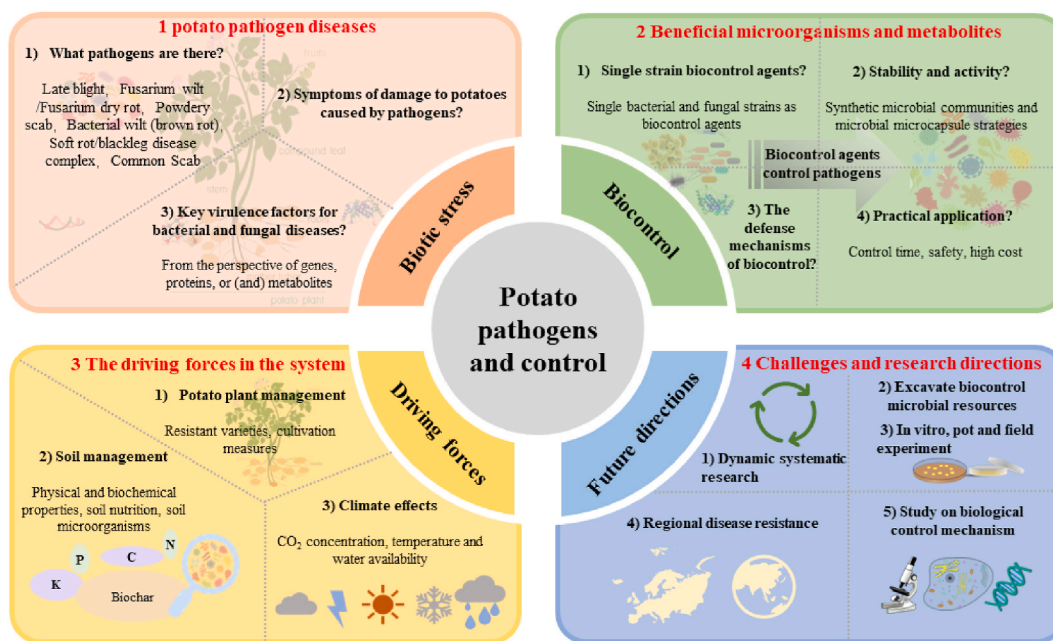 1 potato pathogen diseases
1) What pathogens are there?
Late blight, Fusarium wilt
/Fusarium dry rot, Powdery
scab, Bacterial wilt (brown rot),
Soft rot/blackleg disease
complex, Common Scab
2) Symptoms of damage to potatoes
caused by pathogens?
fruits
compound leaf
stem
3) Key virulence factors for
bacterial and fungal diseases?
From the perspective of genes,
proteins, or (and) metabolites
potato plant
Biotic stress
2 Beneficial microorganisms and metabolites
1) Single strain biocontrol agents?
Single bacterial and fungal strains as
biocontrol agents
2) Stability and activity?
Synthetic microbial communities and
microbial microcapsule strategies
Biocontrol agents
control pathogens
3) The
defense
mechanisms
of biocontrol?
4) Practical application?
Control time, safety, high cost
Biocontrol
Potato
pathogens
and control
3 The driving forces in the system
1) Potato plant management
Resistant varieties, cultivation
measures
2) Soil management
Physical and biochemical
properties, soil nutrition, soil
microorganisms
P
C
N
K
Biochar
3) Climate effects
CO₂ concentration, temperature and
water availability
Driving forces
4 Challenges and research directions
1) Dynamic systematic
research
2) Excavate biocontrol
microbial resources
3) In vitro, pot and field
experiment
4) Regional disease resistance
5) Study on biological
control mechanism
Future directions